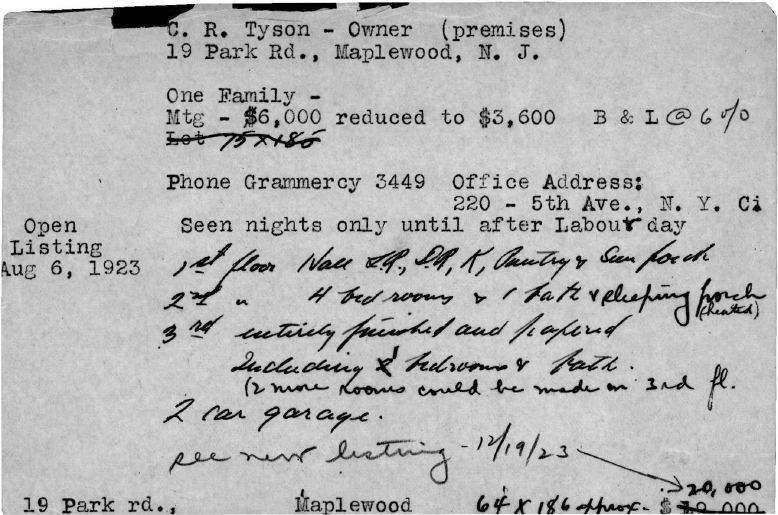 C. R. Tyson - Owner (premises)
19 Park Rd., Maplewood, N. J.
One Family -
Mtg - $6,000 reduced to $3,600 B & L @ 6 %
Lot 75 x 185
Phone Grammercy 3449 Office Address:
220 - 5th Ave., N. Y. Ci
Open
Listing
Aug 6, 1923
Seen nights only until after Labour day
1st floor Hall L.R., D.R., K, Pantry & Sun porch
2nd " 4 bedrooms & 1 bath & sleeping porch
(heated)
3rd entirely finished and papered
Including 1 bedrooms & bath.
(2 more rooms could be made on 3rd fl.
2 car garage.
see new listing - 12/19/23
20,000
19 Park rd., Maplewood 64 x 186 approx. $